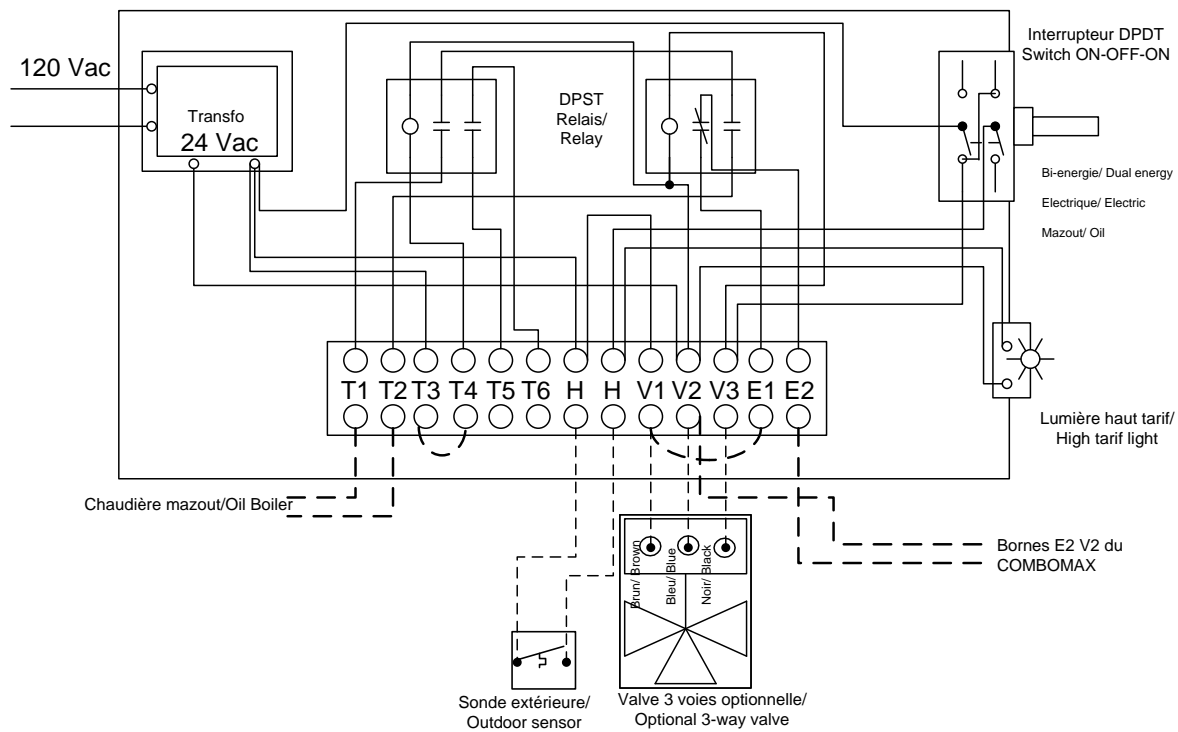 Interrupteur DPDT
Switch ON-OFF-ON
120 Vac
Transfo
24 Vac
DPST
Relais/
Relay
Bi-energie/ Dual energy
Electrique/ Electric
Mazout/ Oil
T1 T2 T3 T4 T5 T6 H H V1 V2 V3 E1 E2
Lumière haut tarif/
High tarif light
Chaudière mazout/Oil Boiler
Brun/ Brown
Bleu/ Blue
Noir/ Black
Bornes E2 V2 du
COMBOMAX
Sonde extérieure/
Outdoor sensor
Valve 3 voies optionnelle/
Optional 3-way valve